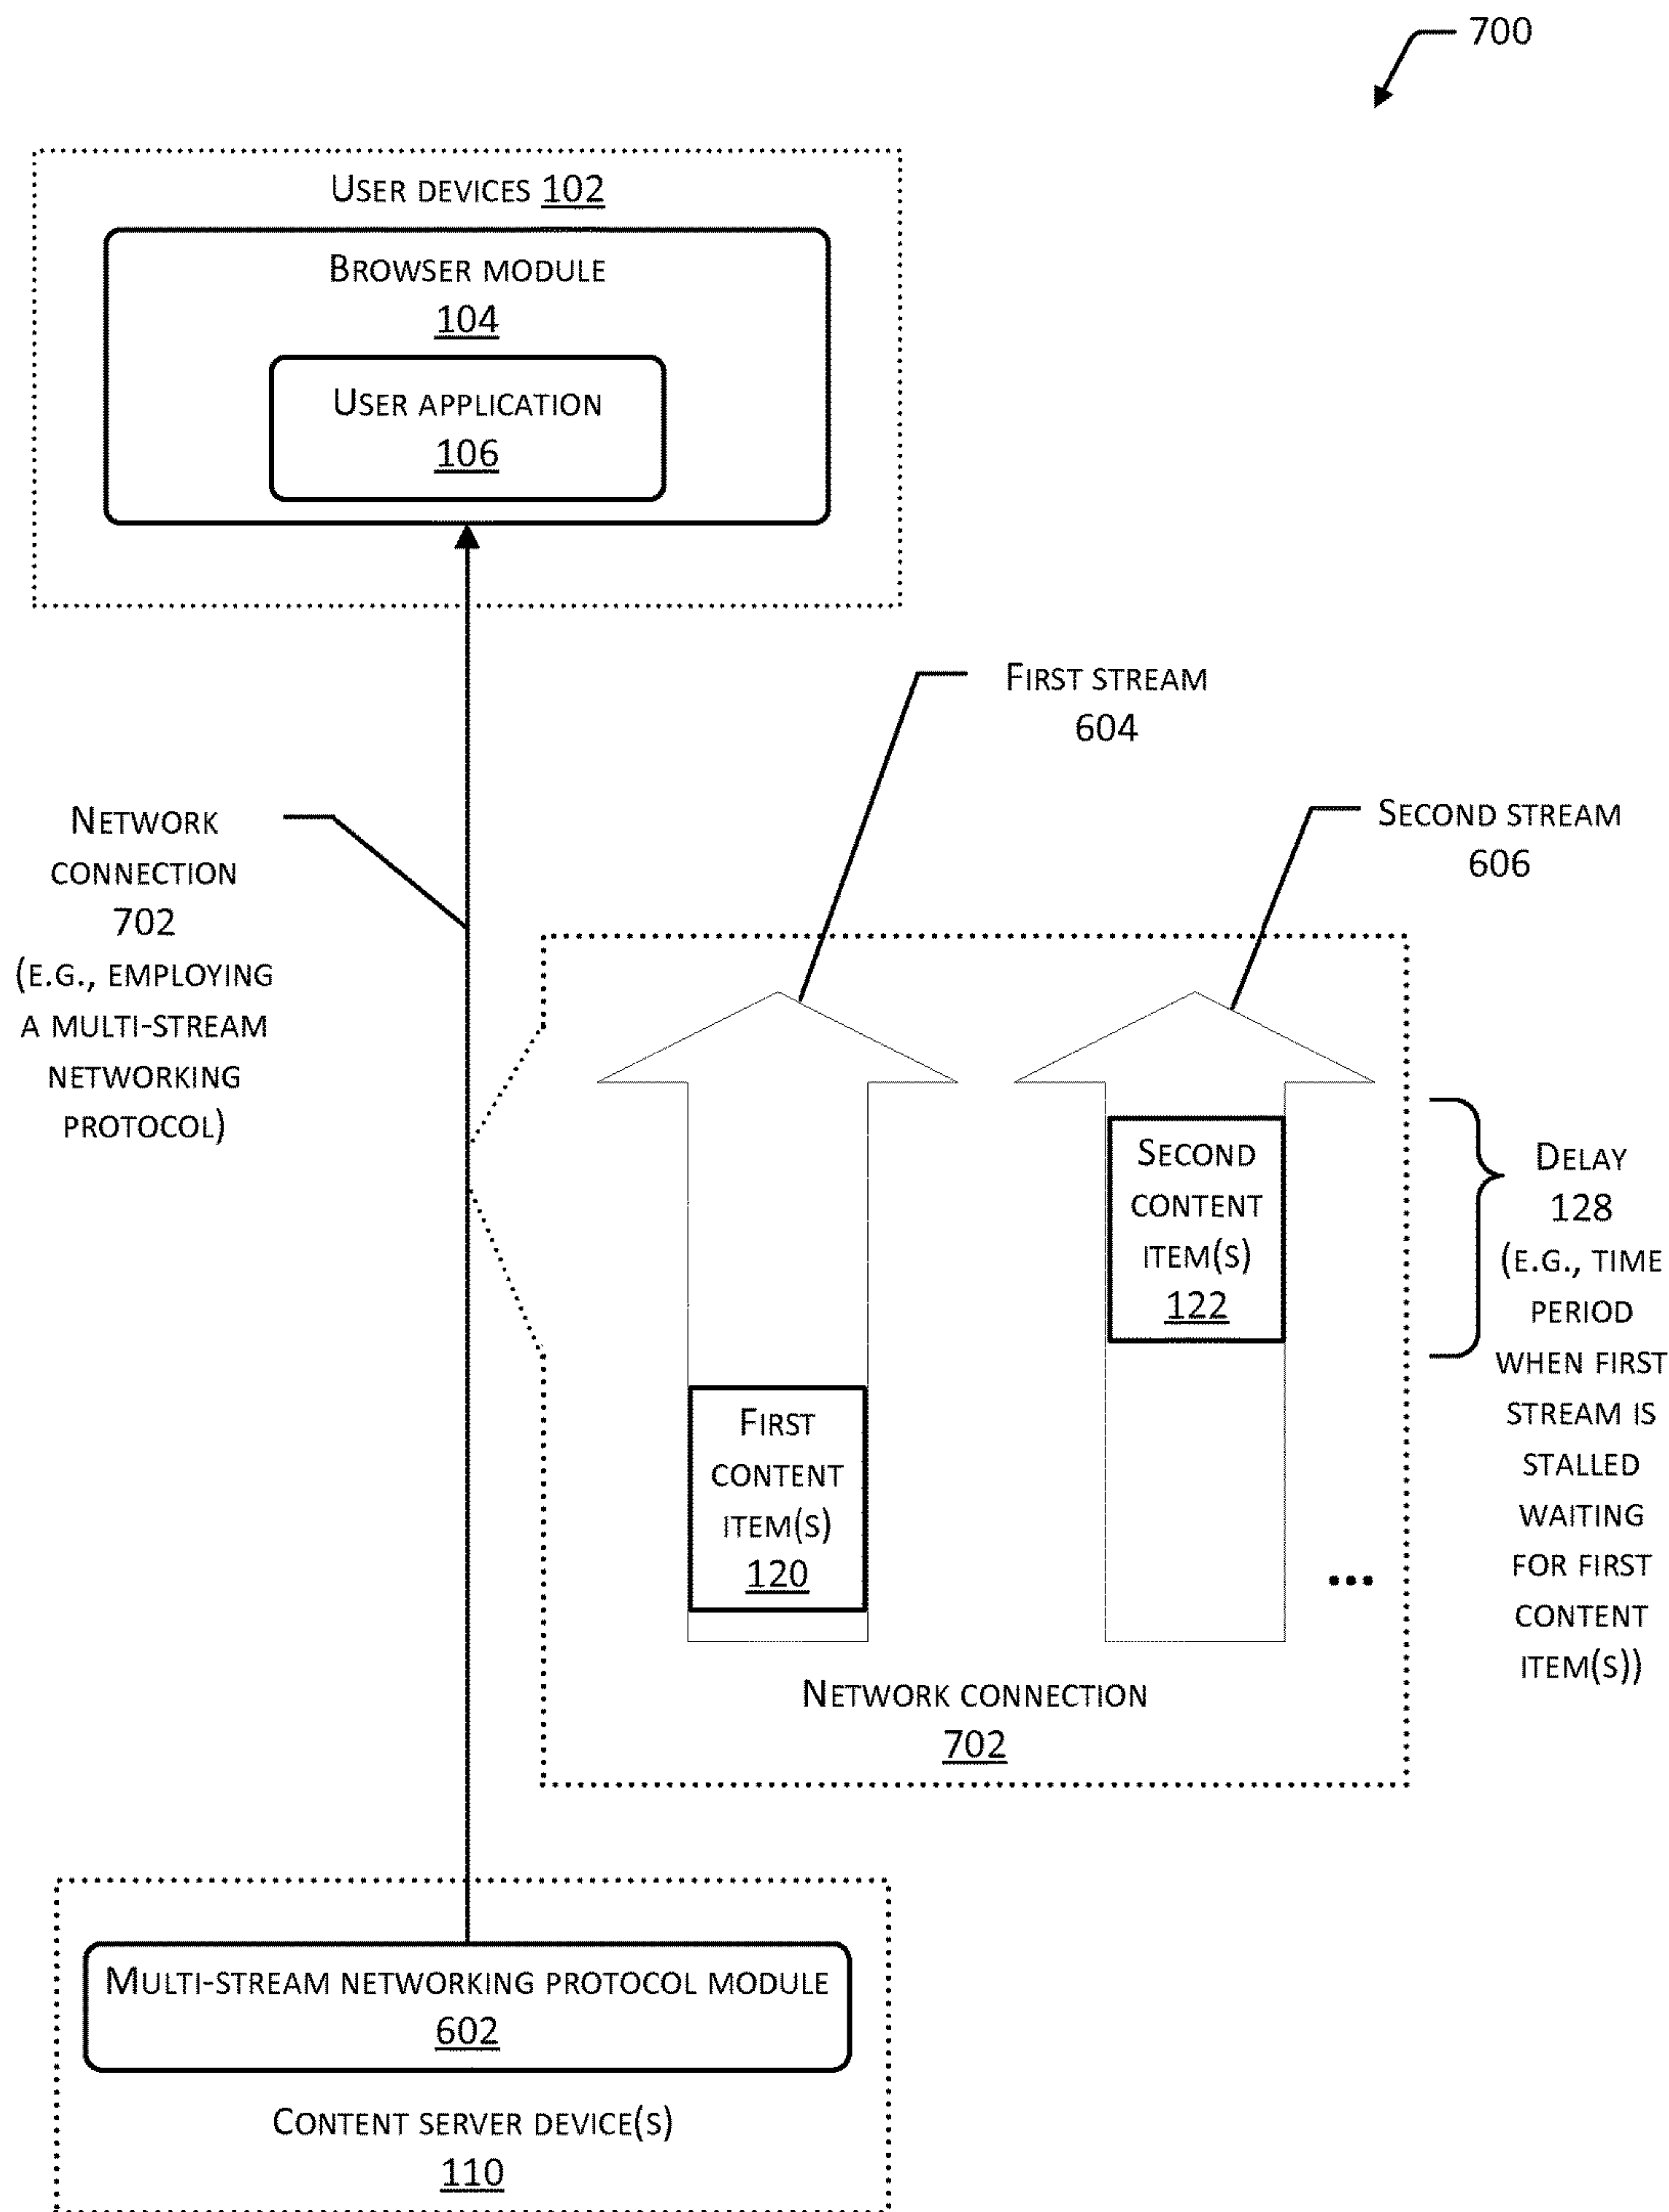 700
USER DEVICES 102
BROWSER MODULE
104
USER APPLICATION
106
FIRST STREAM
604
SECOND STREAM
606
NETWORK
CONNECTION
702
(E.G., EMPLOYING
A MULTI-STREAM
NETWORKING
PROTOCOL)
SECOND
CONTENT
ITEM(S)
122
DELAY
128
(E.G., TIME
PERIOD
WHEN FIRST
STREAM IS
STALLED
WAITING
FOR FIRST
CONTENT
ITEM(S))
FIRST
CONTENT
ITEM(S)
120
...
NETWORK CONNECTION
702
MULTI-STREAM NETWORKING PROTOCOL MODULE
602
CONTENT SERVER DEVICE(S)
110